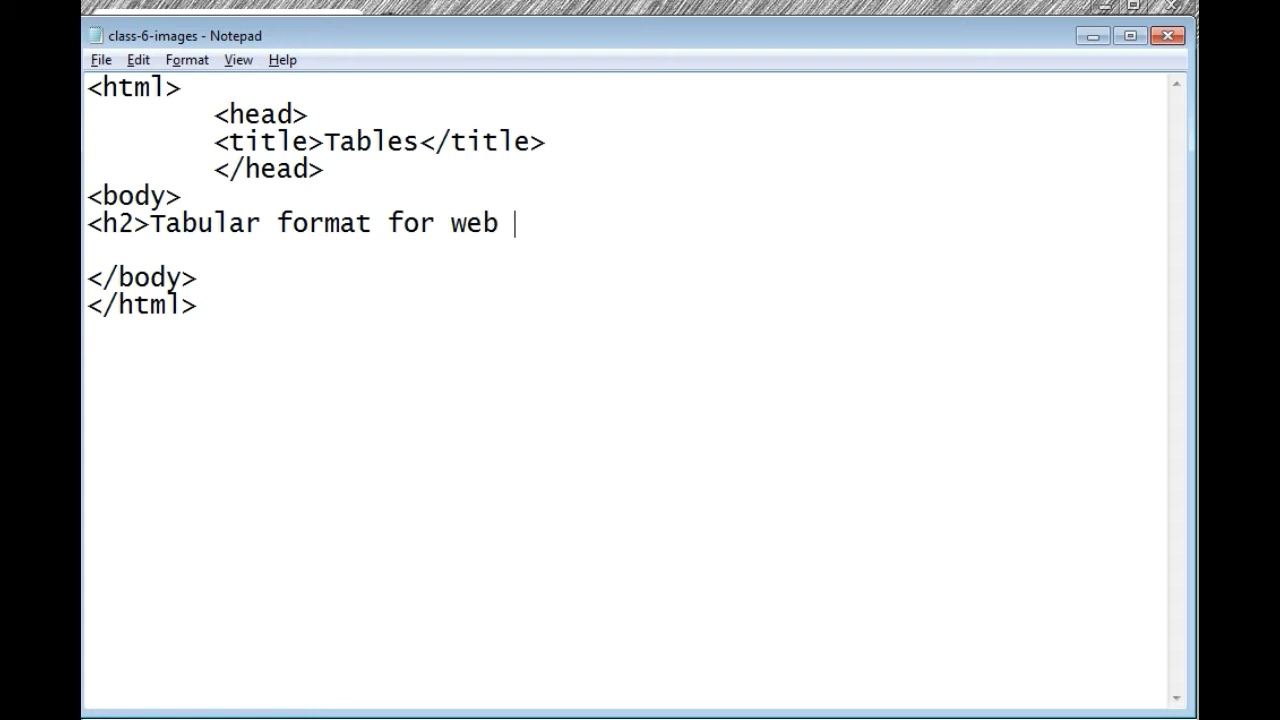 class-6-images - Notepad
File Edit Format View Help
<html>
<head>
<title>Tables</title>
</head>
<body>
<h2>Tabular format for web
</body>
</html>